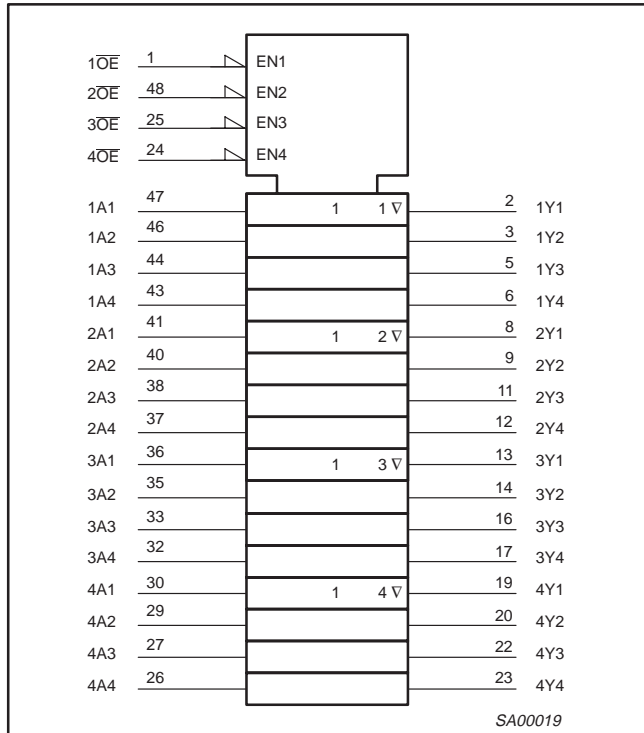 1O̅E̅ 1 EN1
2O̅E̅ 48 EN2
3O̅E̅ 25 EN3
4O̅E̅ 24 EN4
1A1 47 1 1 ∇ 2 1Y1
1A2 46 3 1Y2
1A3 44 5 1Y3
1A4 43 6 1Y4
2A1 41 1 2 ∇ 8 2Y1
2A2 40 9 2Y2
2A3 38 11 2Y3
2A4 37 12 2Y4
3A1 36 1 3 ∇ 13 3Y1
3A2 35 14 3Y2
3A3 33 16 3Y3
3A4 32 17 3Y4
4A1 30 1 4 ∇ 19 4Y1
4A2 29 20 4Y2
4A3 27 22 4Y3
4A4 26 23 4Y4
SA00019